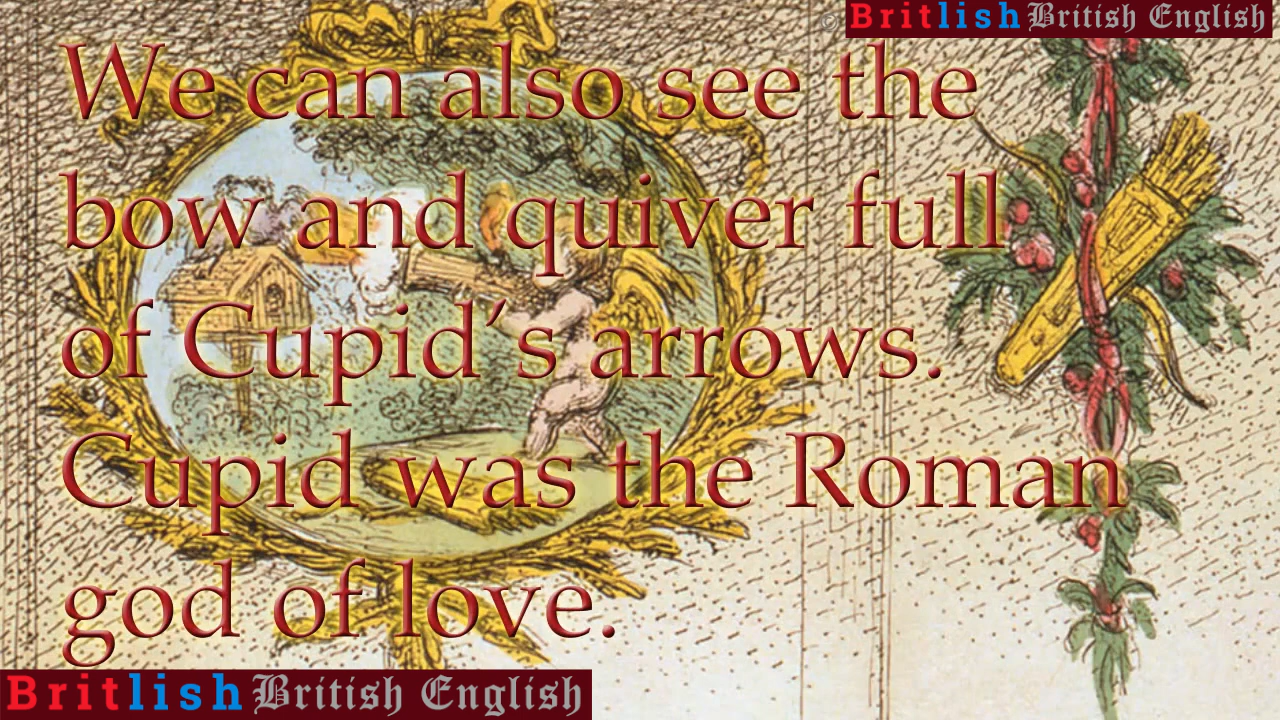 © Britlish British English
We can also see the
bow and quiver full
of Cupid’s arrows.
Cupid was the Roman
god of love.
Britlish British English